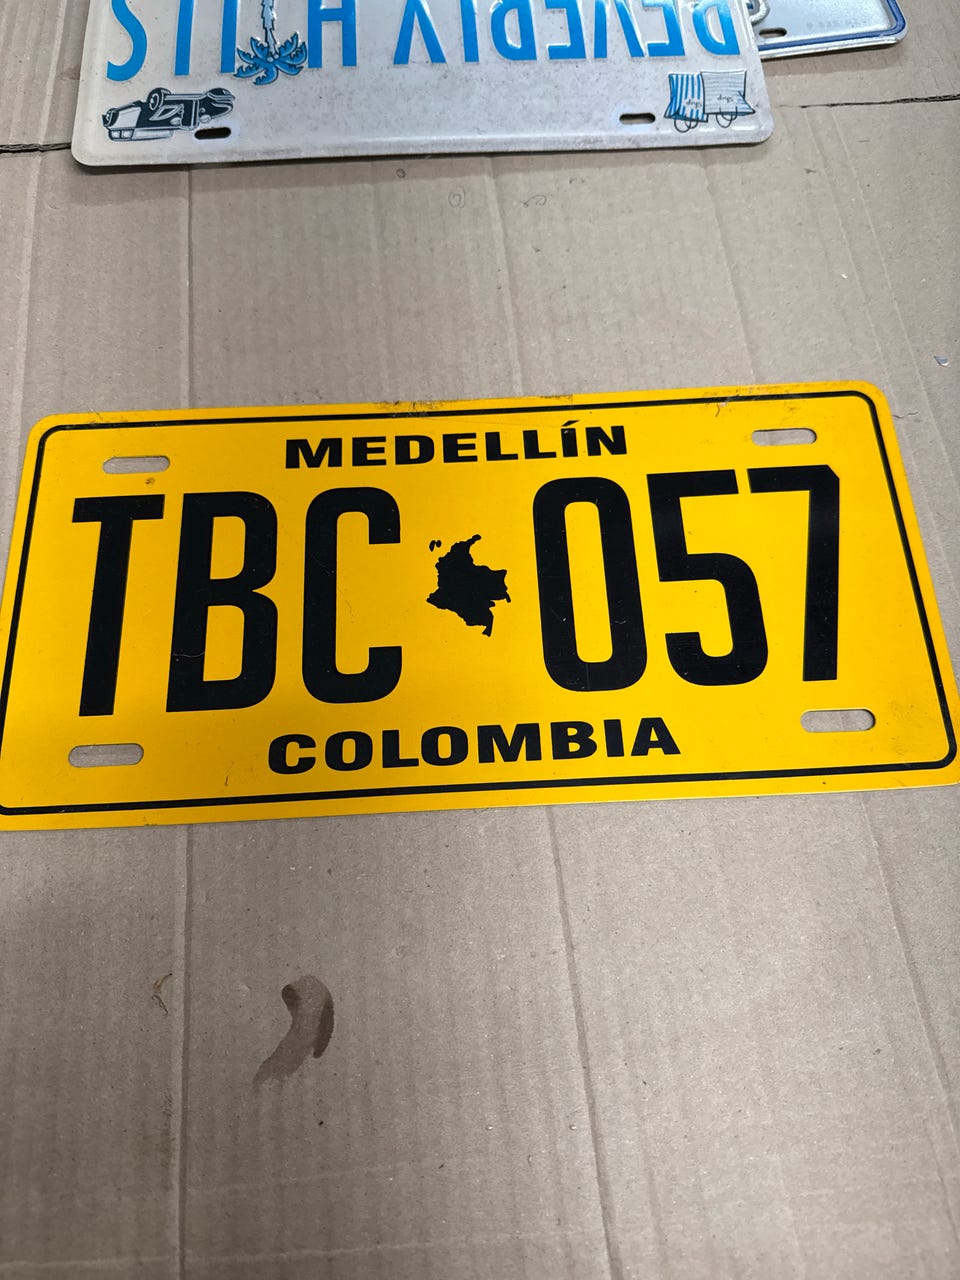 BEVERLY HILLS
MEDELLÍN
TBC 057
COLOMBIA